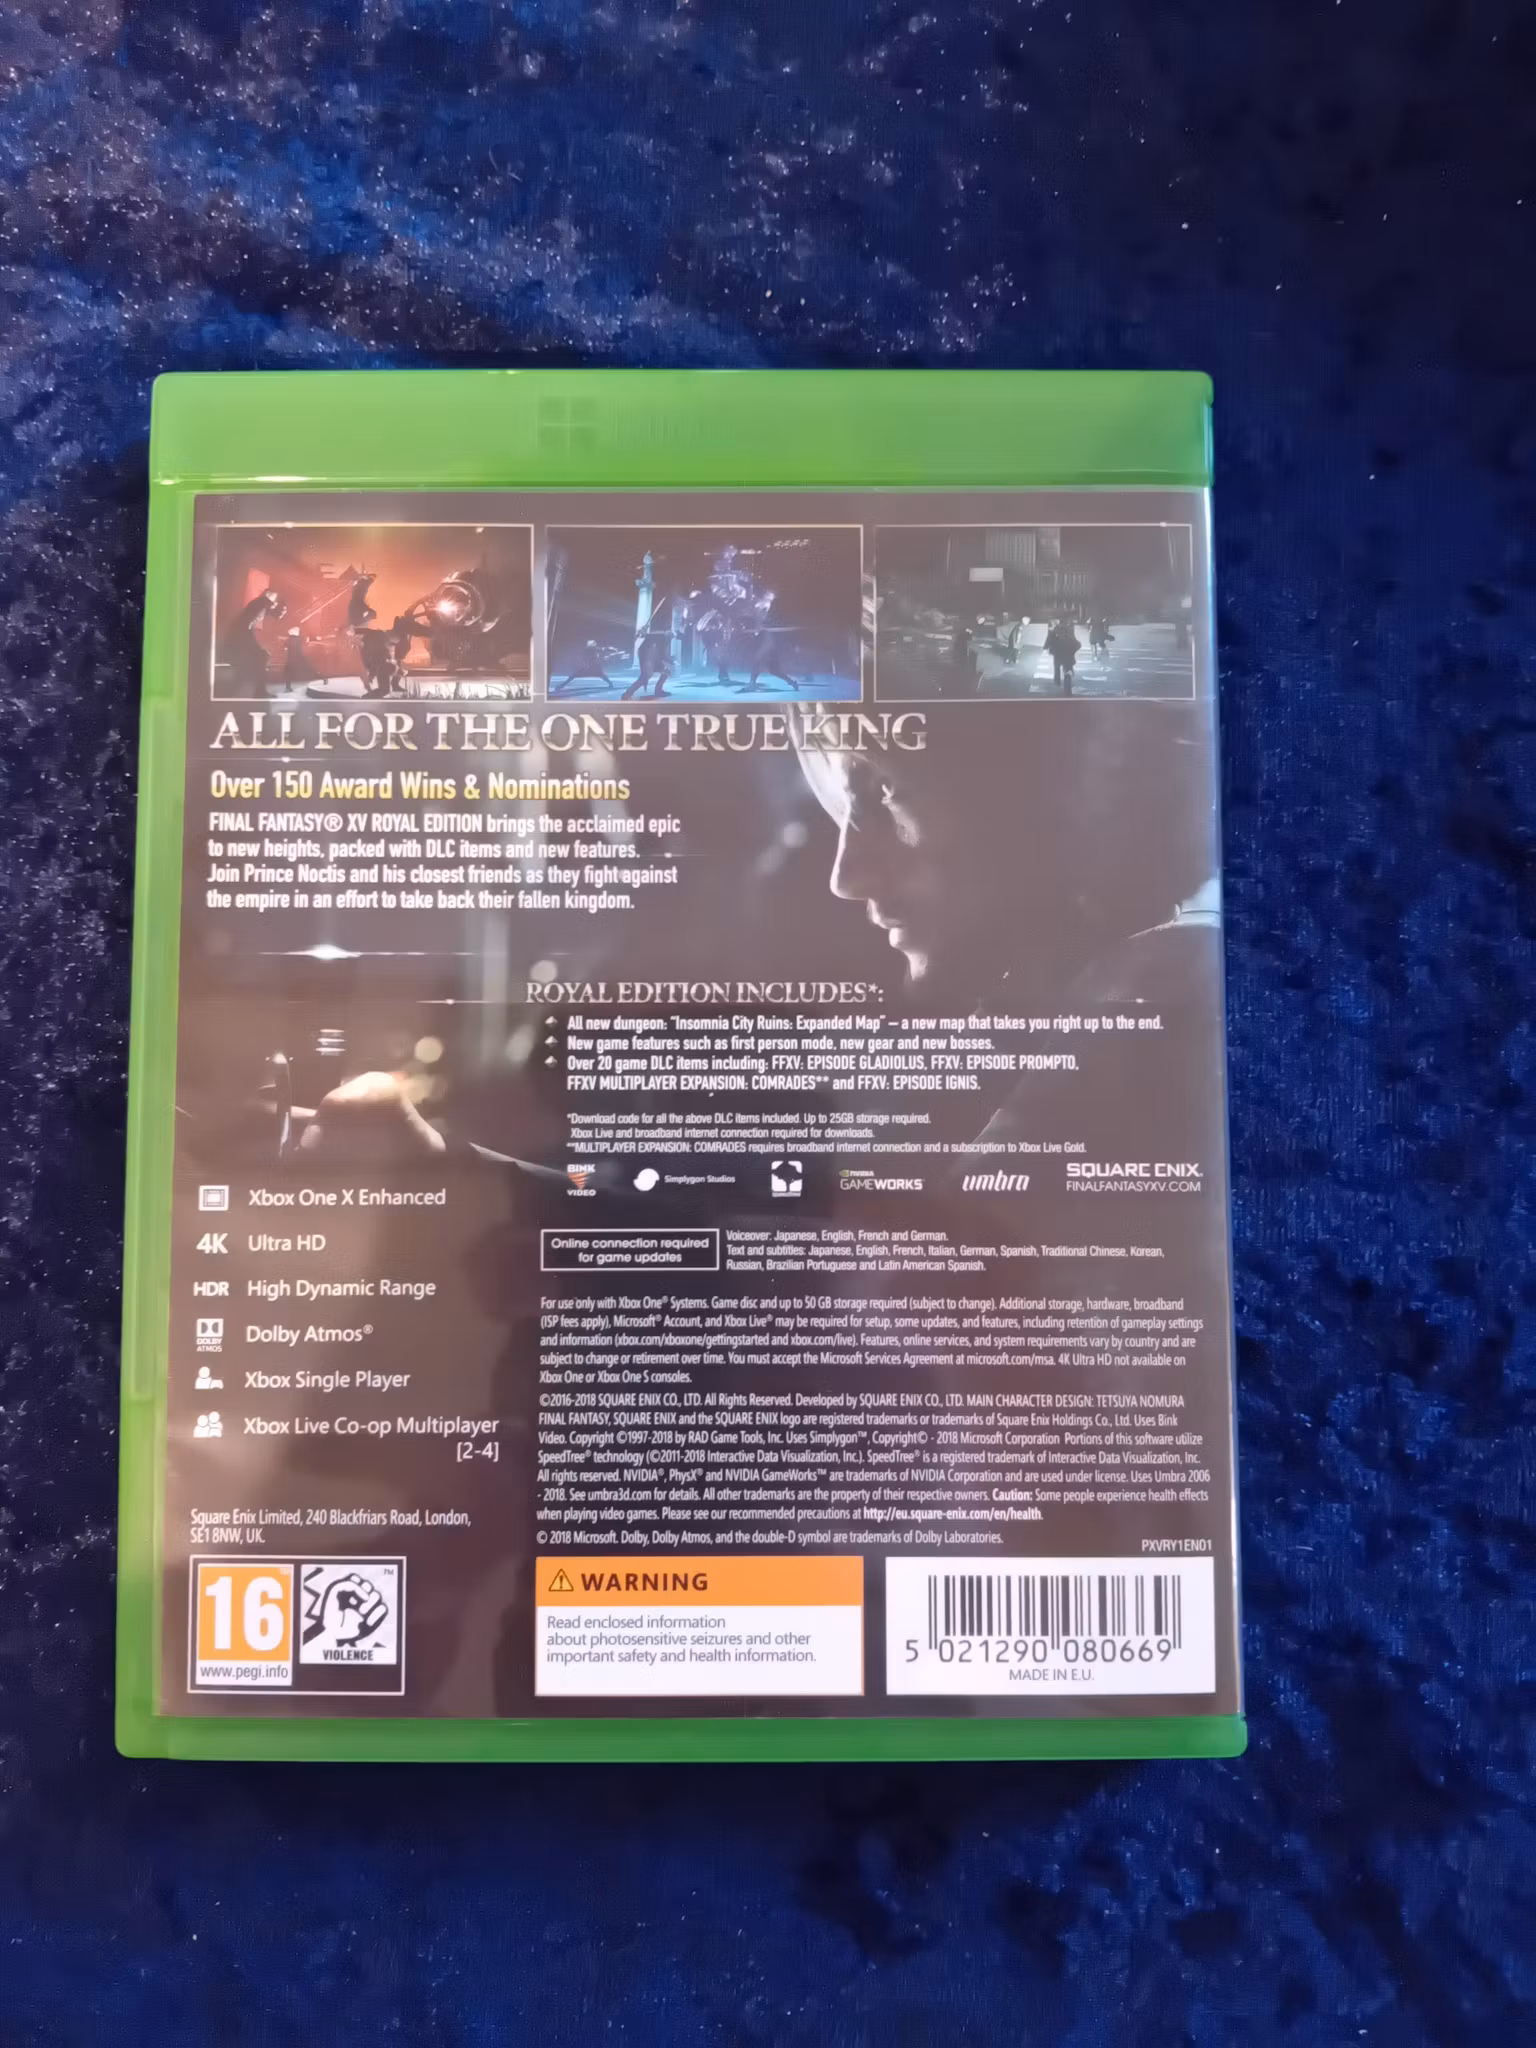 ALL FOR THE ONE TRUE KING
Over 150 Award Wins & Nominations
FINAL FANTASY® XV ROYAL EDITION brings the acclaimed epic
to new heights, packed with DLC items and new features.
Join Prince Noctis and his closest friends as they fight against
the empire in an effort to take back their fallen kingdom.
ROYAL EDITION INCLUDES*:
All new dungeon: "Insomnia City Ruins: Expanded Map" – a new map that takes you right up to the end.
New game features such as first person mode, new gear and new bosses.
Over 20 game DLC items including: FFXV: EPISODE GLADIOLUS, FFXV: EPISODE PROMPTO,
FFXV MULTIPLAYER EXPANSION: COMRADES** and FFXV: EPISODE IGNIS.
*Download code for all the above DLC items included. Up to 25GB storage required.
Xbox Live and broadband internet connection required for downloads.
**MULTIPLAYER EXPANSION: COMRADES requires broadband internet connection and a subscription to Xbox Live Gold.
BINK
VIDEO
Simplygon Studios
NVIDIA
GAMEWORKS
umbra
SQUARE ENIX.
FINALFANTASYXV.COM
Xbox One X Enhanced
4K Ultra HD
HDR High Dynamic Range
DOLBY
ATMOS
Dolby Atmos®
Xbox Single Player
Xbox Live Co-op Multiplayer
[2-4]
Online connection required
for game updates
Voiceover: Japanese, English, French and German.
Text and subtitles: Japanese, English, French, Italian, German, Spanish, Traditional Chinese, Korean,
Russian, Brazilian Portuguese and Latin American Spanish.
For use only with Xbox One® Systems. Game disc and up to 50 GB storage required (subject to change). Additional storage, hardware, broadband
(ISP fees apply), Microsoft® Account, and Xbox Live® may be required for setup, some updates, and features, including retention of gameplay settings
and information (xbox.com/xboxone/gettingstarted and xbox.com/live). Features, online services, and system requirements vary by country and are
subject to change or retirement over time. You must accept the Microsoft Services Agreement at microsoft.com/msa. 4K Ultra HD not available on
Xbox One or Xbox One S consoles.
©2016-2018 SQUARE ENIX CO., LTD. All Rights Reserved. Developed by SQUARE ENIX CO., LTD. MAIN CHARACTER DESIGN: TETSUYA NOMURA
FINAL FANTASY, SQUARE ENIX and the SQUARE ENIX logo are registered trademarks or trademarks of Square Enix Holdings Co., Ltd. Uses Bink
Video. Copyright ©1997-2018 by RAD Game Tools, Inc. Uses Simplygon™, Copyright© - 2018 Microsoft Corporation Portions of this software utilize
SpeedTree® technology (©2011-2018 Interactive Data Visualization, Inc.). SpeedTree® is a registered trademark of Interactive Data Visualization, Inc.
All rights reserved. NVIDIA®, PhysX® and NVIDIA GameWorks™ are trademarks of NVIDIA Corporation and are used under license. Uses Umbra 2006
- 2018. See umbra3d.com for details. All other trademarks are the property of their respective owners. Caution: Some people experience health effects
when playing video games. Please see our recommended precautions at http://eu.square-enix.com/en/health.
© 2018 Microsoft. Dolby, Dolby Atmos, and the double-D symbol are trademarks of Dolby Laboratories.
PXVRY1EN01
Square Enix Limited, 240 Blackfriars Road, London,
SE1 8NW, UK.
16
www.pegi.info
™
VIOLENCE
WARNING
Read enclosed information
about photosensitive seizures and other
important safety and health information.
5 021290 080669
MADE IN E.U.